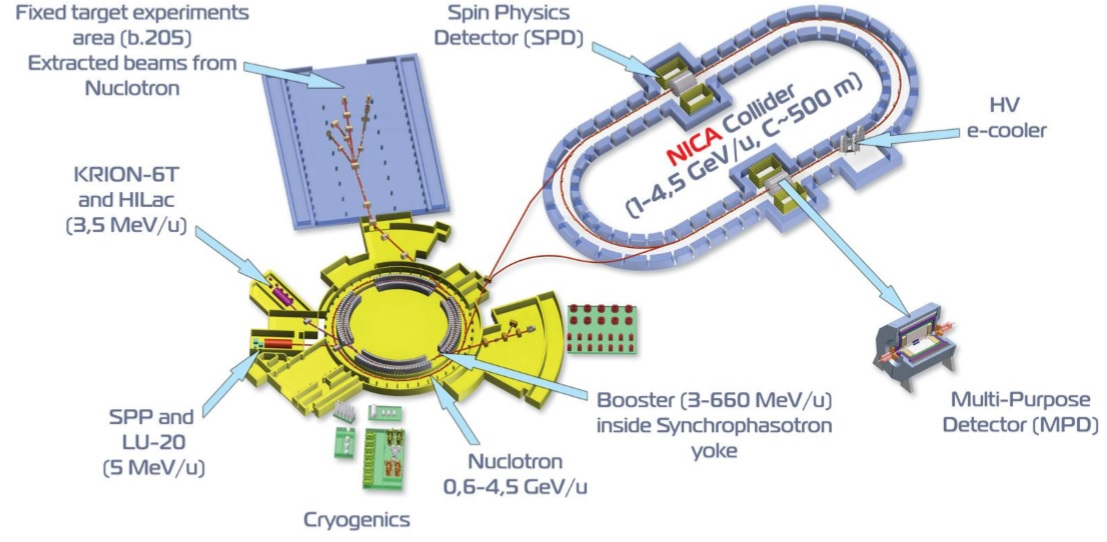 Fixed target experiments
area (b.205)
Extracted beams from
Nuclotron
Spin Physics
Detector (SPD)
NICA Collider
(1-4,5 GeV/u, C~500 m)
HV
e-cooler
KRION-6T
and HILac
(3,5 MeV/u)
SPP and
LU-20
(5 MeV/u)
Cryogenics
Nuclotron
0,6-4,5 GeV/u
Booster (3-660 MeV/u)
inside Synchrophasotron
yoke
Multi-Purpose
Detector (MPD)